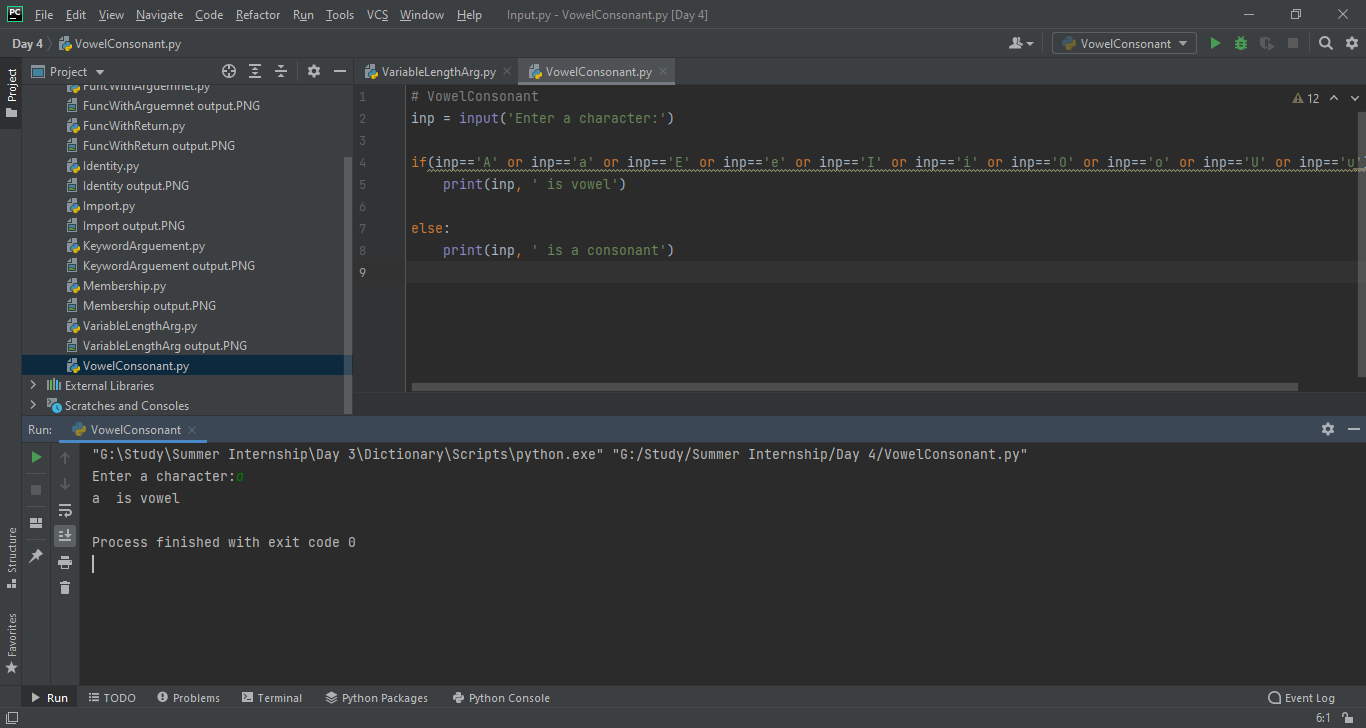 File Edit View Navigate Code Refactor Run Tools VCS Window Help Input.py - VowelConsonant.py [Day 4]
Day 4 VowelConsonant.py VowelConsonant
Project
Project
VariableLengthArg.py VowelConsonant.py
FuncWithArguemnet.py
FuncWithArguemnet output.PNG
FuncWithReturn.py
FuncWithReturn output.PNG
Identity.py
Identity output.PNG
Import.py
Import output.PNG
KeywordArguement.py
KeywordArguement output.PNG
Membership.py
Membership output.PNG
VariableLengthArg.py
VariableLengthArg output.PNG
VowelConsonant.py
External Libraries
Scratches and Consoles
12
1 # VowelConsonant
2 inp = input('Enter a character:')
3
4 if(inp=='A' or inp=='a' or inp=='E' or inp=='e' or inp=='I' or inp=='i' or inp=='O' or inp=='o' or inp=='U' or inp=='u'
5 print(inp, ' is vowel')
6
7 else:
8 print(inp, ' is a consonant')
9
Run: VowelConsonant
"G:\Study\Summer Internship\Day 3\Dictionary\Scripts\python.exe" "G:/Study/Summer Internship/Day 4/VowelConsonant.py"
Enter a character:a
a  is vowel
Process finished with exit code 0
Structure
Favorites
Run TODO Problems Terminal Python Packages Python Console Event Log
6:1